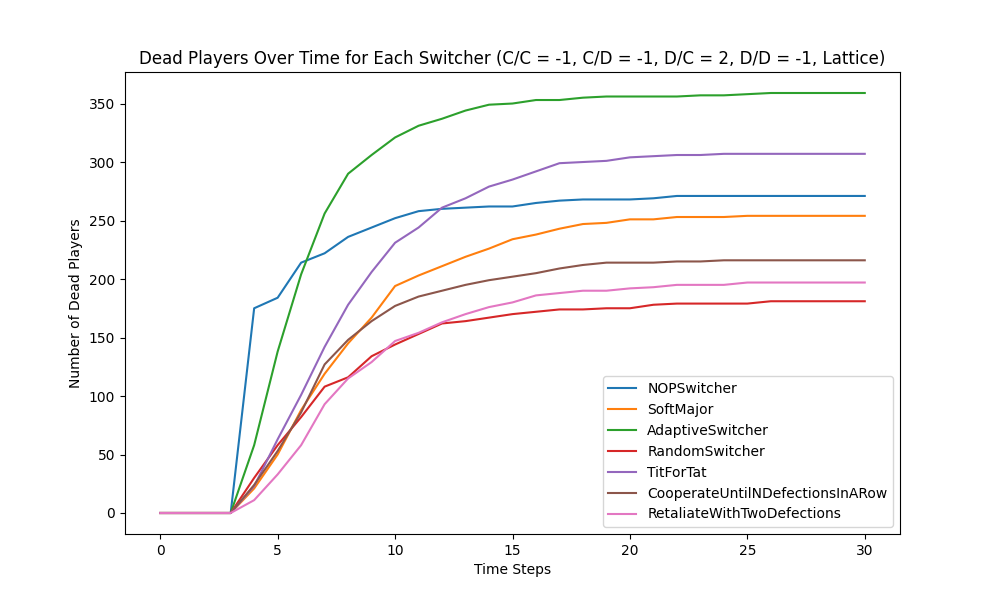 Dead Players Over Time for Each Switcher (C/C = -1, C/D = -1, D/C = 2, D/D = -1, Lattice)
Number of Dead Players
350
300
250
200
150
100
50
0
0 5 10 15 20 25 30
Time Steps
NOPSwitcher
SoftMajor
AdaptiveSwitcher
RandomSwitcher
TitForTat
CooperateUntilNDefectionsInARow
RetaliateWithTwoDefections